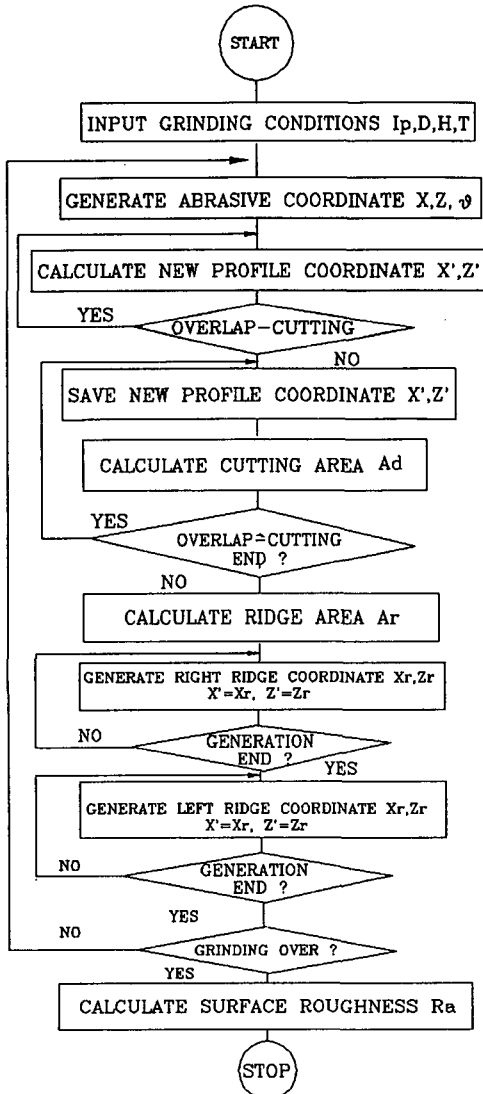 START
INPUT GRINDING CONDITIONS Ip,D,H,T
GENERATE ABRASIVE COORDINATE X,Z, ϑ
CALCULATE NEW PROFILE COORDINATE X',Z'
YES
OVERLAP-CUTTING
NO
SAVE NEW PROFILE COORDINATE X',Z'
CALCULATE CUTTING AREA Ad
YES
OVERLAP-CUTTING
END ?
NO
CALCULATE RIDGE AREA Ar
GENERATE RIGHT RIDGE COORDINATE Xr,Zr
X'=Xr, Z'=Zr
NO
GENERATION
END ?
YES
GENERATE LEFT RIDGE COORDINATE Xr,Zr
X'=Xr, Z'=Zr
NO
GENERATION
END ?
YES
NO
GRINDING OVER ?
YES
CALCULATE SURFACE ROUGHNESS Ra
STOP